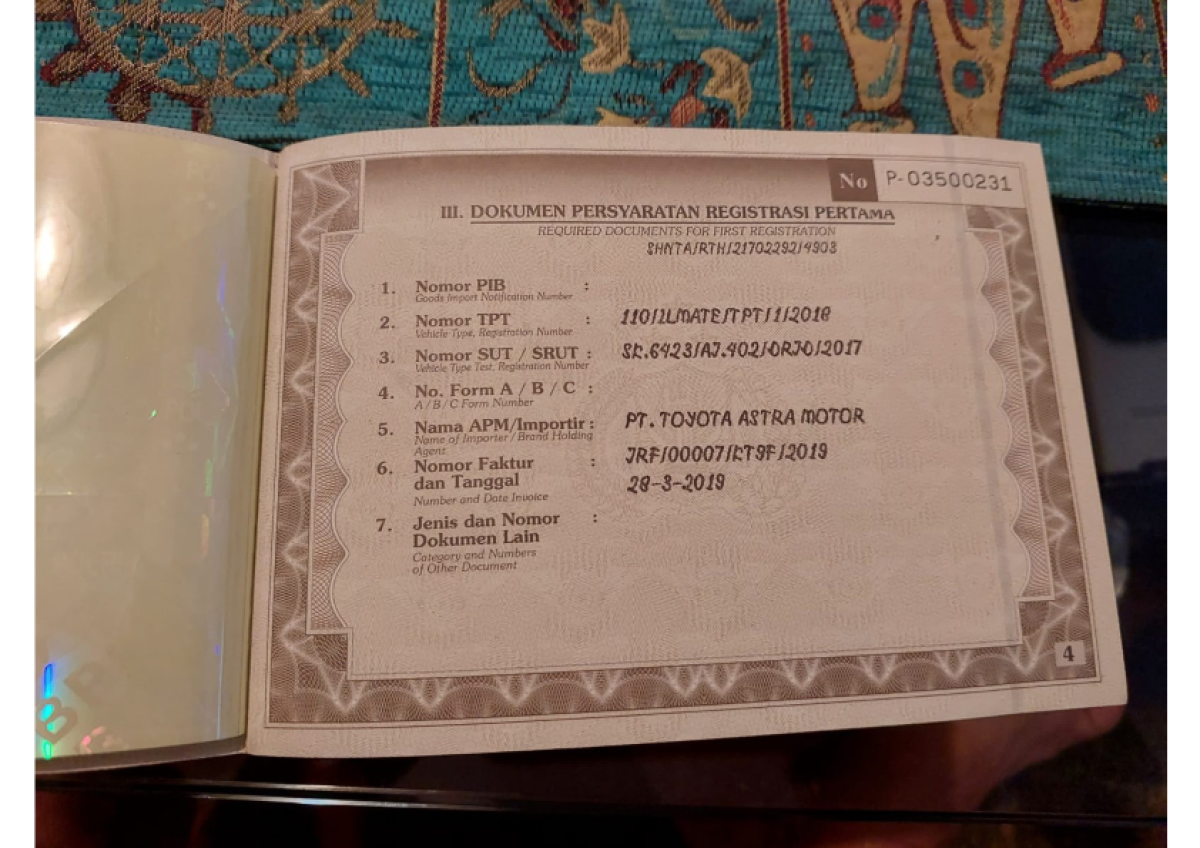 No P-03500231
III. DOKUMEN PERSYARATAN REGISTRASI PERTAMA
REQUIRED DOCUMENTS FOR FIRST REGISTRATION
SHNTA/RTH/21702292/4903
1. Nomor PIB :
Goods Import Notification Number
2. Nomor TPT : 110/ILMATE/TPT/1/2018
Vehicle Type, Registration Number
3. Nomor SUT / SRUT : SK.6423/AJ.402/DRJD/2017
Vehicle Type Test, Registration Number
4. No. Form A / B / C :
A / B / C Form Number
5. Nama APM/Importir : PT. TOYOTA ASTRA MOTOR
Name of Importer / Brand Holding
Agent
6. Nomor Faktur : JRF/00007/KT9F/2019
dan Tanggal 28-3-2019
Number and Date Invoice
7. Jenis dan Nomor :
Dokumen Lain
Category and Numbers
of Other Document
4